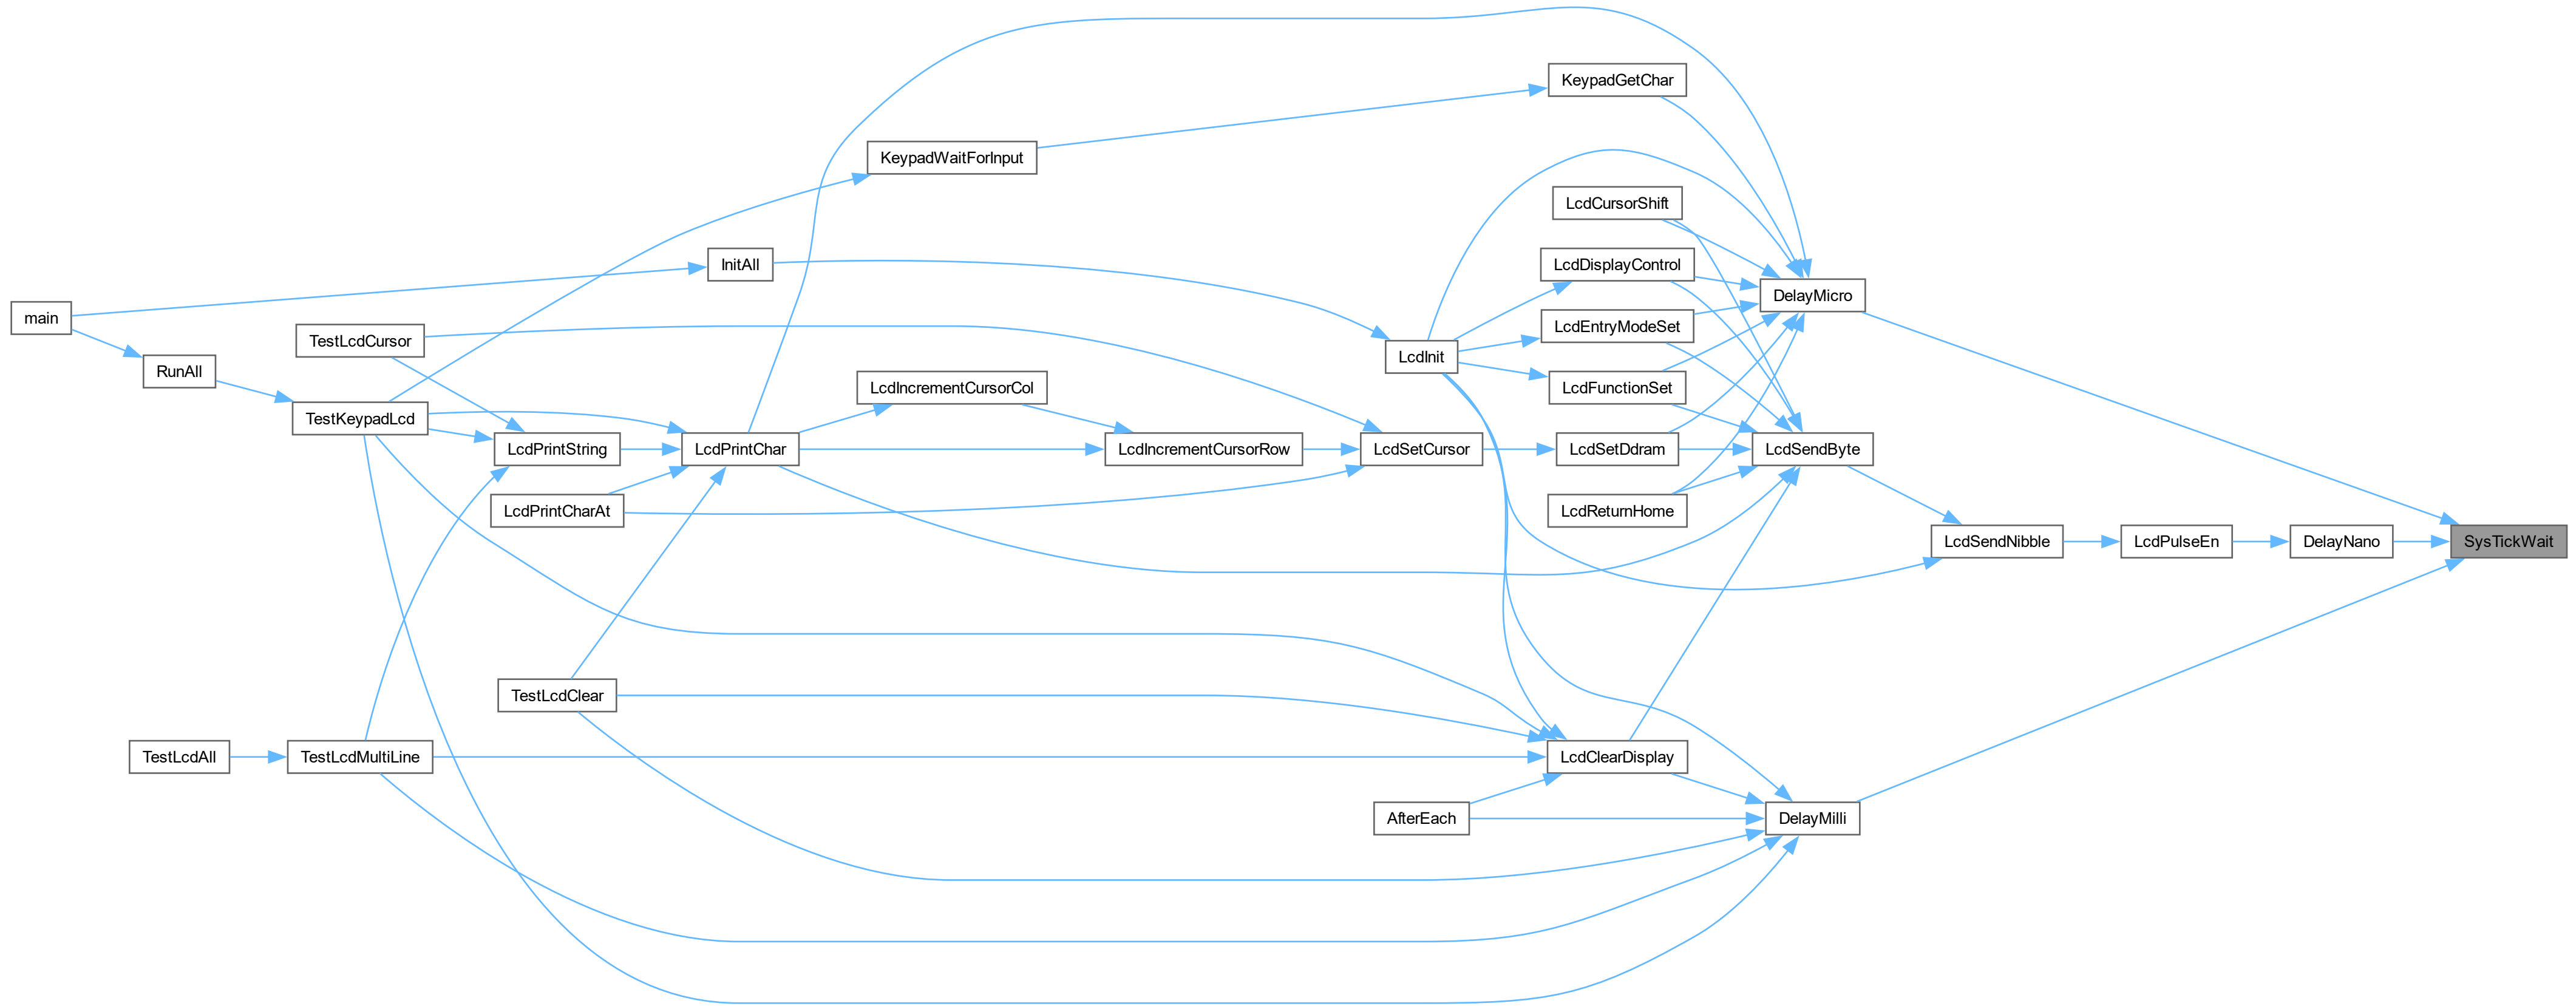 KeypadGetChar
KeypadWaitForInput
LcdCursorShift
InitAll
LcdDisplayControl
DelayMicro
main
LcdEntryModeSet
TestLcdCursor
LcdInit
RunAll
LcdIncrementCursorCol
LcdFunctionSet
TestKeypadLcd
LcdPrintString
LcdPrintChar
LcdIncrementCursorRow
LcdSetCursor
LcdSetDdram
LcdSendByte
LcdPrintCharAt
LcdReturnHome
LcdSendNibble
LcdPulseEn
DelayNano
SysTickWait
TestLcdClear
TestLcdAll
TestLcdMultiLine
LcdClearDisplay
AfterEach
DelayMilli